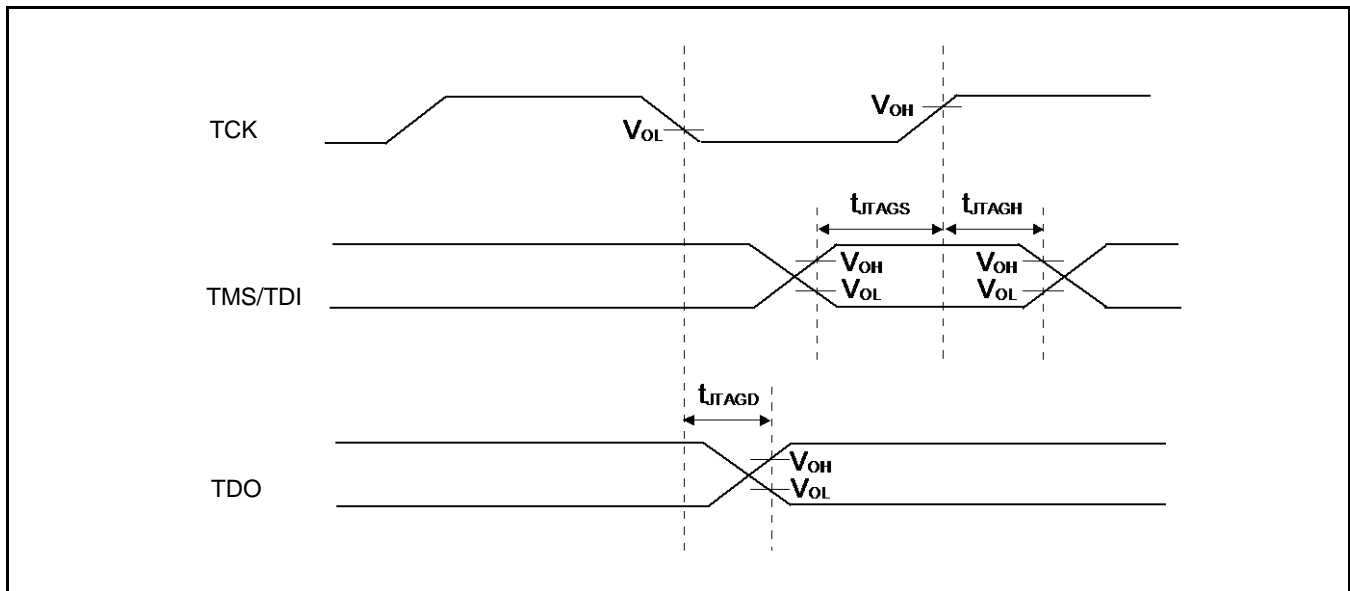 TCK
VOL
VOH
tJTAGS
tJTAGH
TMS/TDI
VOH
VOL
VOH
VOL
tJTAGD
TDO
VOH
VOL